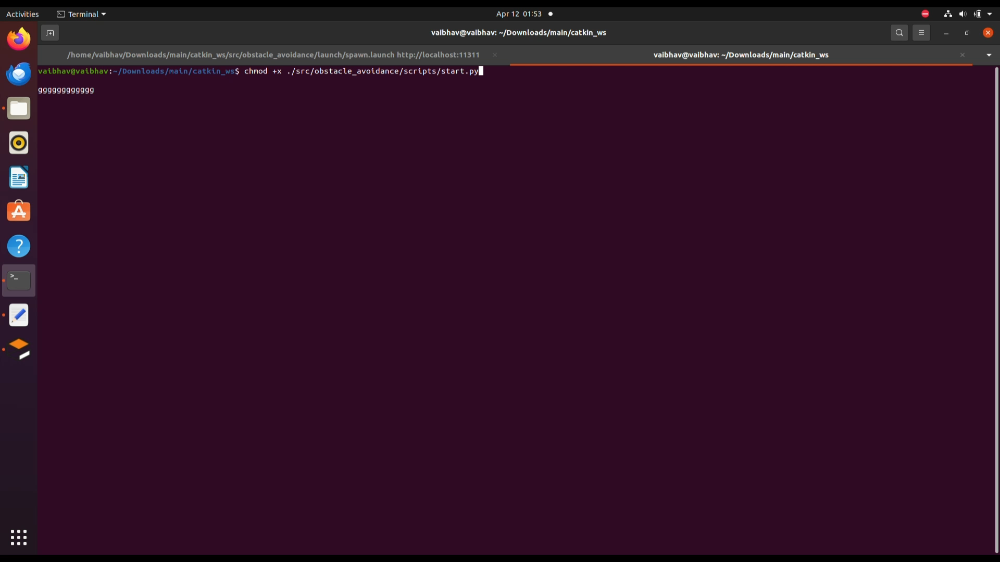 Activities Terminal Apr 12 01:53
vaibhav@vaibhav: ~/Downloads/main/catkin_ws
/home/vaibhav/Downloads/main/catkin_ws/src/obstacle_avoidance/launch/spawn.launch http://localhost:11311 vaibhav@vaibhav: ~/Downloads/main/catkin_ws
vaibhav@vaibhav:~/Downloads/main/catkin_ws$ chmod +x ./src/obstacle_avoidance/scripts/start.py
gggggggggggg